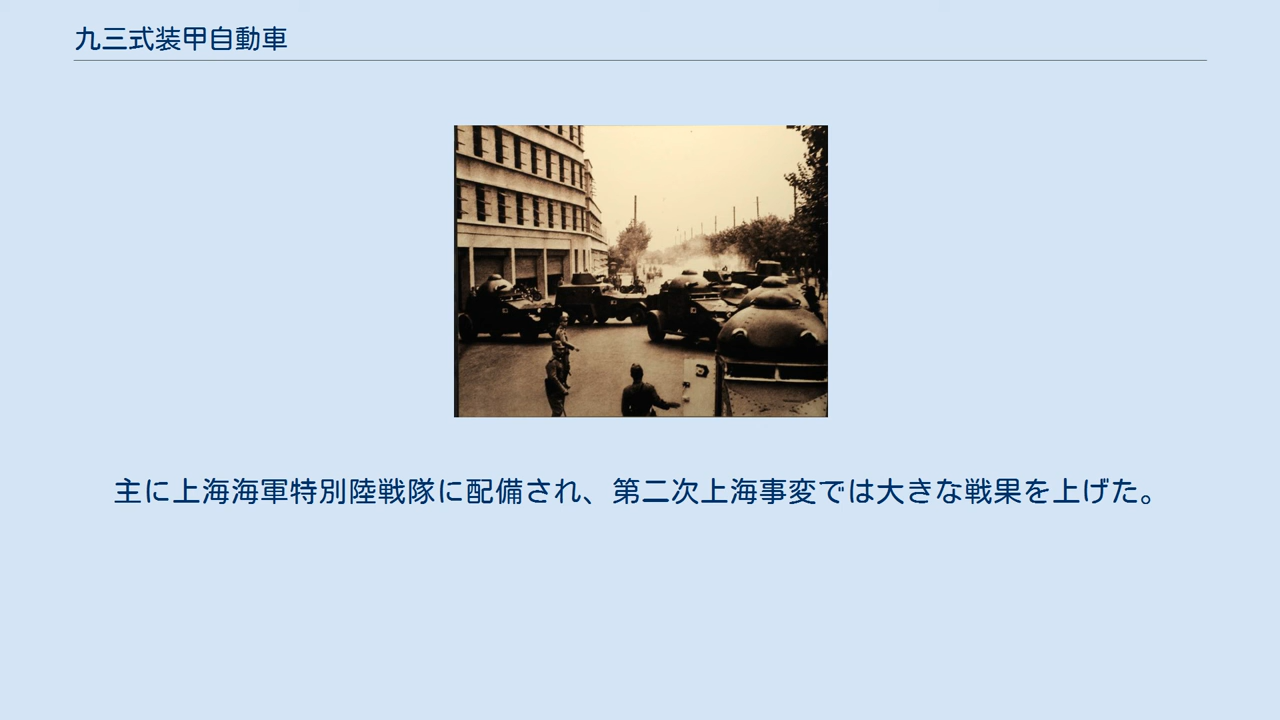 九三式装甲自動車
主に上海海軍特別陸戦隊に配備され、第二次上海事変では大きな戦果を上げた。